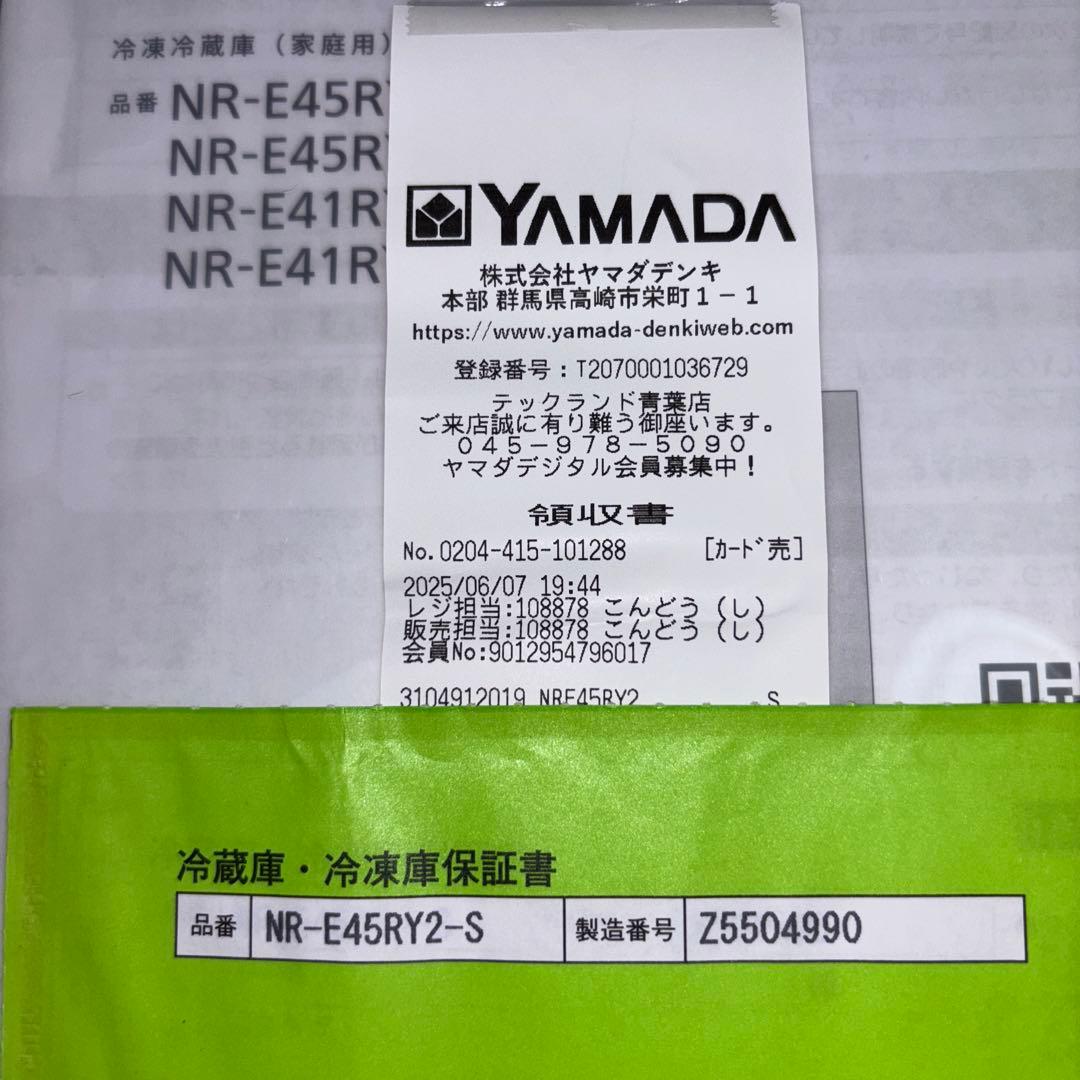 冷凍冷蔵庫（家庭用）
品番 NR-E45RY
NR-E45RY
NR-E41RY
NR-E41RY
YAMADA
株式会社ヤマダデンキ
本部 群馬県高崎市栄町1-1
https://www.yamada-denkiweb.com
登録番号：T2070001036729
テックランド青葉店
ご来店誠に有り難う御座います。
045-978-5090
ヤマダデジタル会員募集中！
領収書
No.0204-415-101288 [ｶｰﾄﾞ売]
2025/06/07 19:44
レジ担当:108878 こんどう（し）
販売担当:108878 こんどう（し）
会員No:9012954796017
3104912019 NRE45RY2 S
冷蔵庫・冷凍庫保証書
品番 NR-E45RY2-S 製造番号 Z5504990